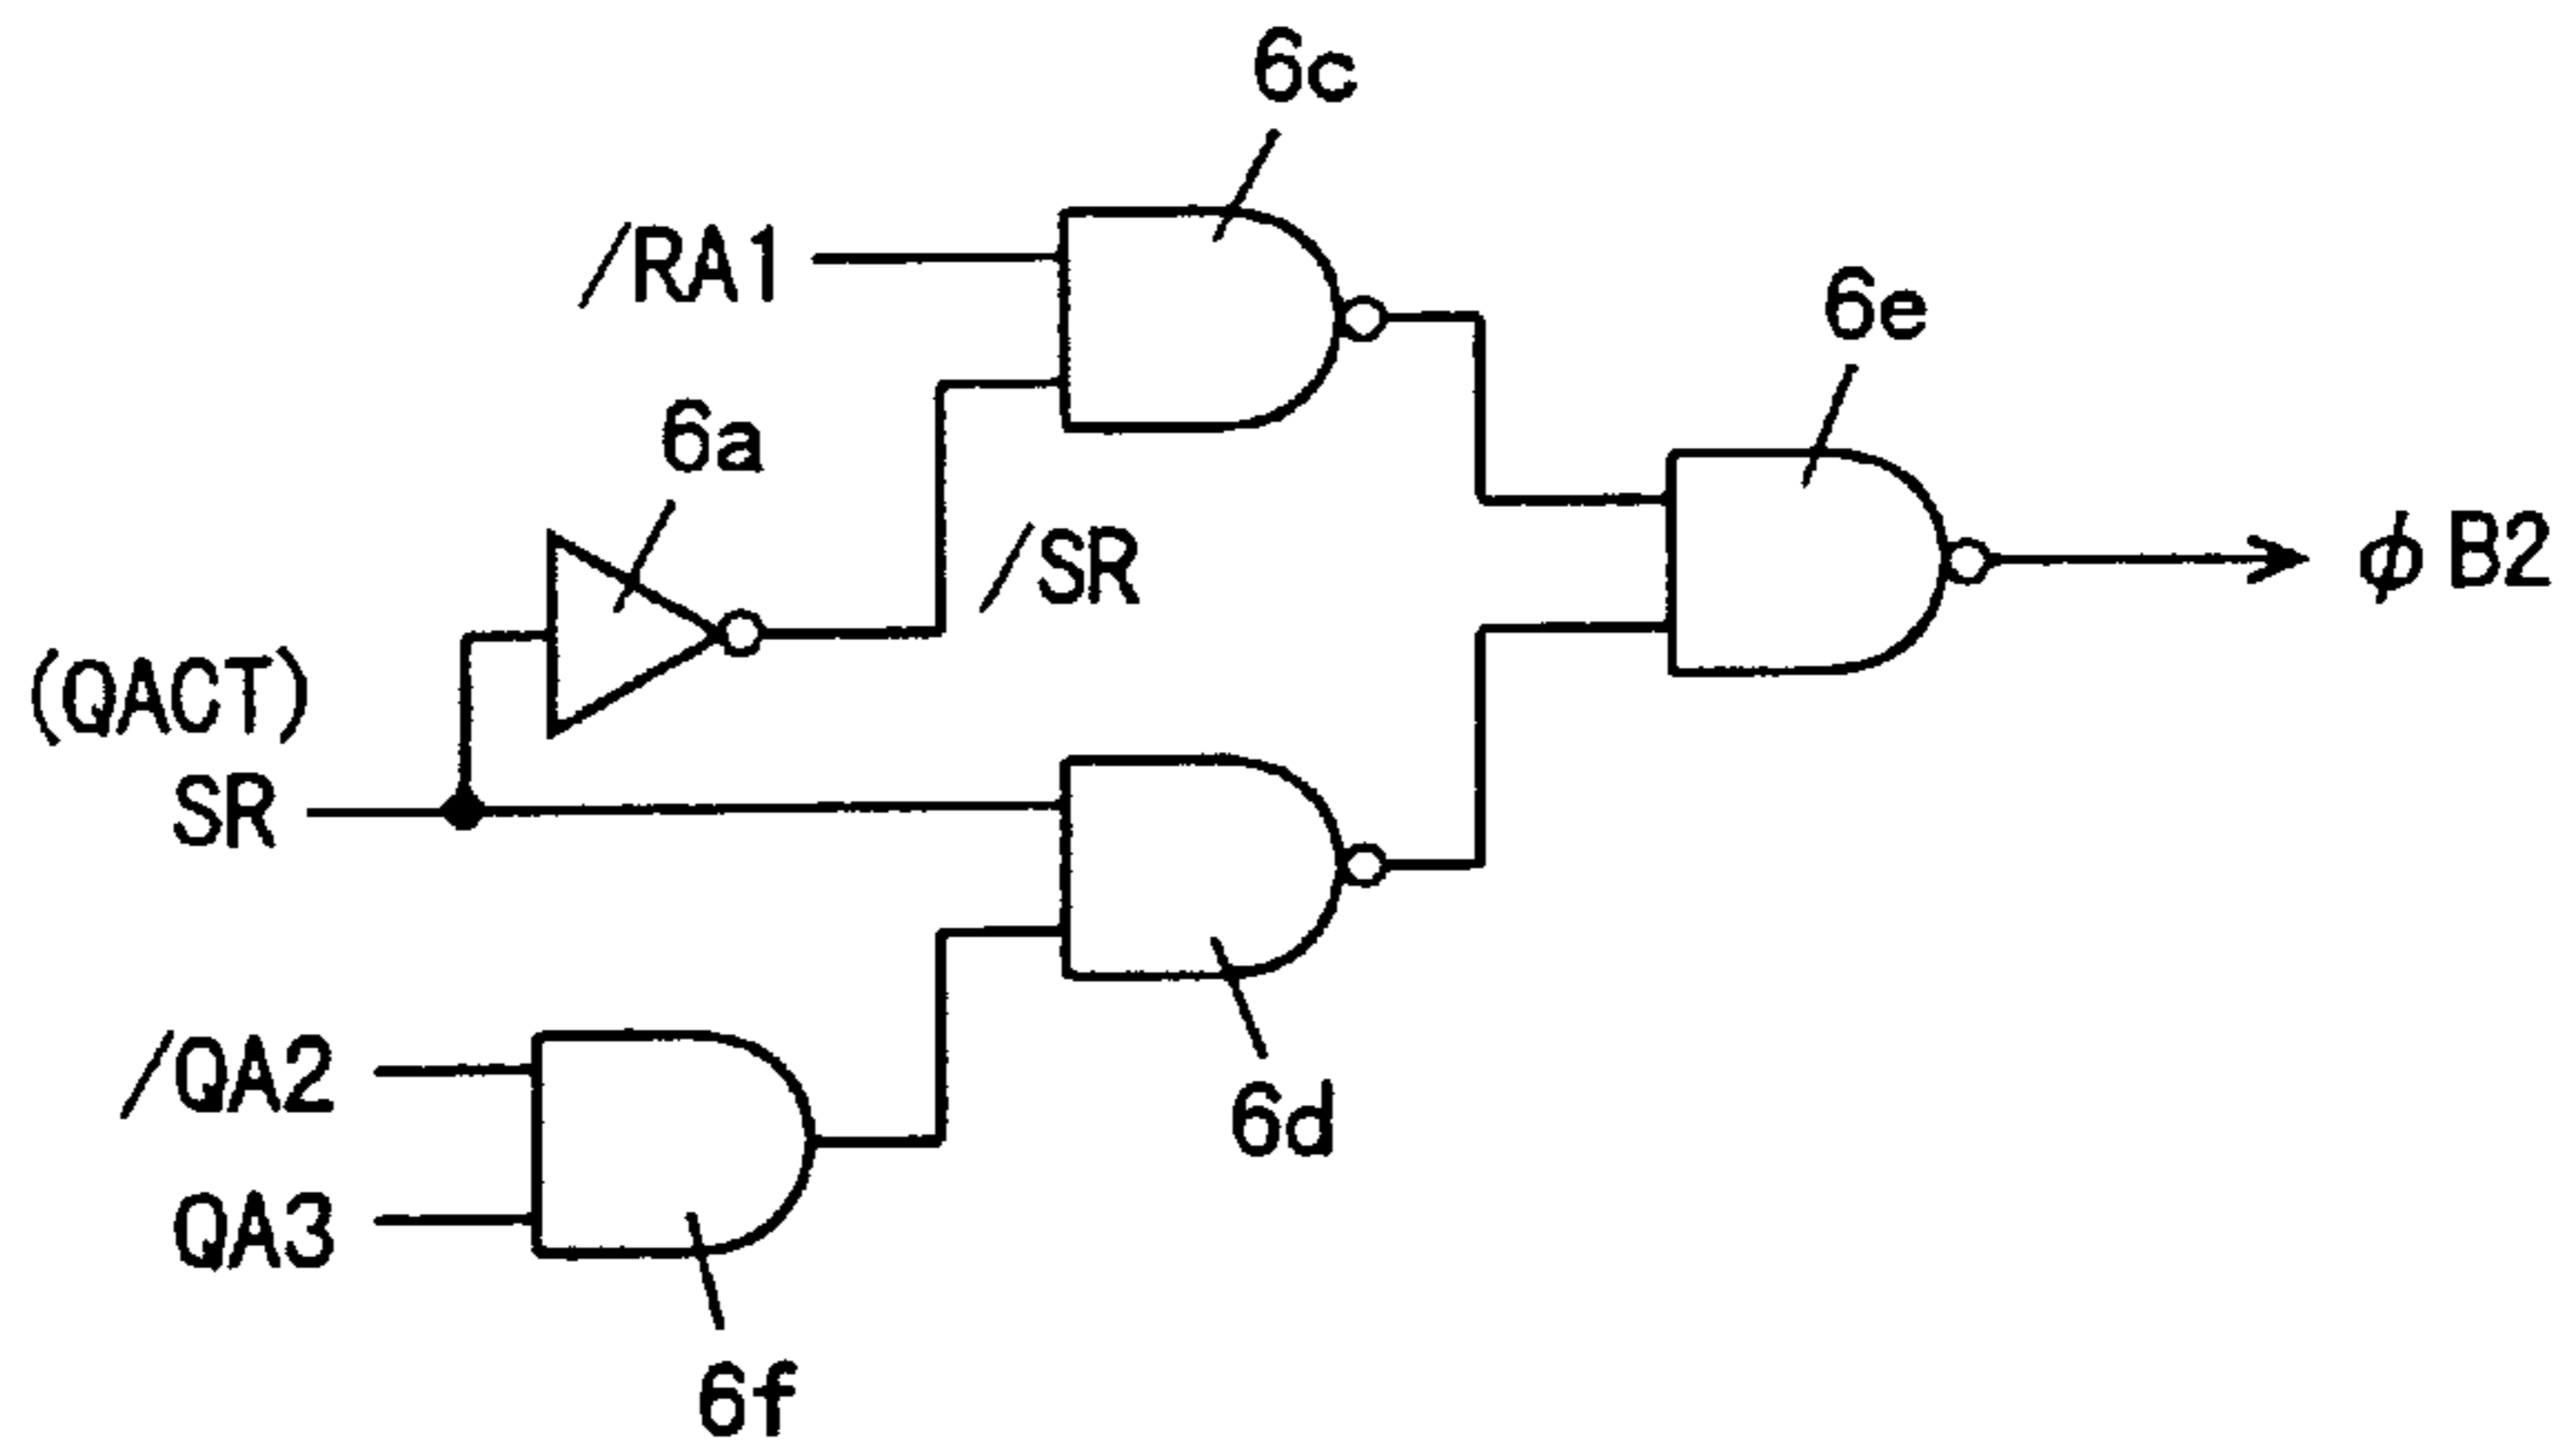 6c
/RA1
6e
6a
/SR
φB2
(QACT)
SR
/QA2
6d
QA3
6f